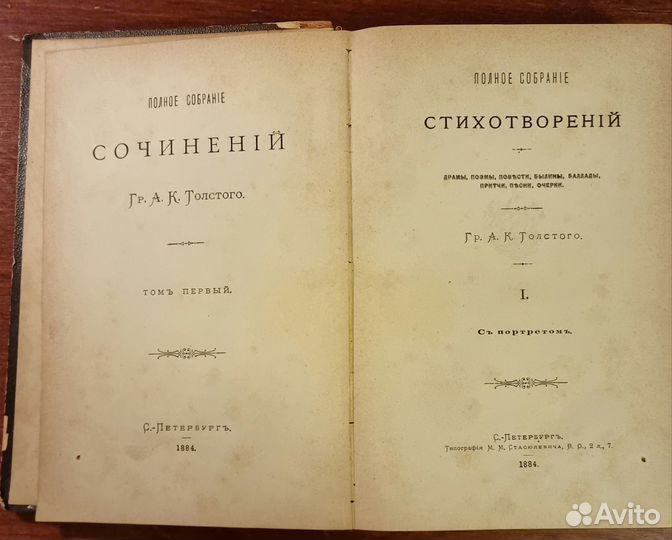 ПОЛНОЕ СОБРАНІЕ
СОЧИНЕНІЙ
ГР. А. К. ТОЛСТОГО.
ТОМЪ ПЕРВЫЙ.
С.-ПЕТЕРБУРГЪ.
1884.
ПОЛНОЕ СОБРАНІЕ
СТИХОТВОРЕНІЙ
ДРАМЫ, ПОЭМЫ, ПОВѢСТИ, БЫЛИНЫ, БАЛЛАДЫ,
ПРИТЧИ, ПѢСНИ, ОЧЕРКИ.
ГР. А. К. ТОЛСТОГО.
I.
Съ портретомъ.
С.-ПЕТЕРБУРГЪ.
Типографія М. М. Стасюлевича, В. О., 2 л., 7.
1884.
Avito